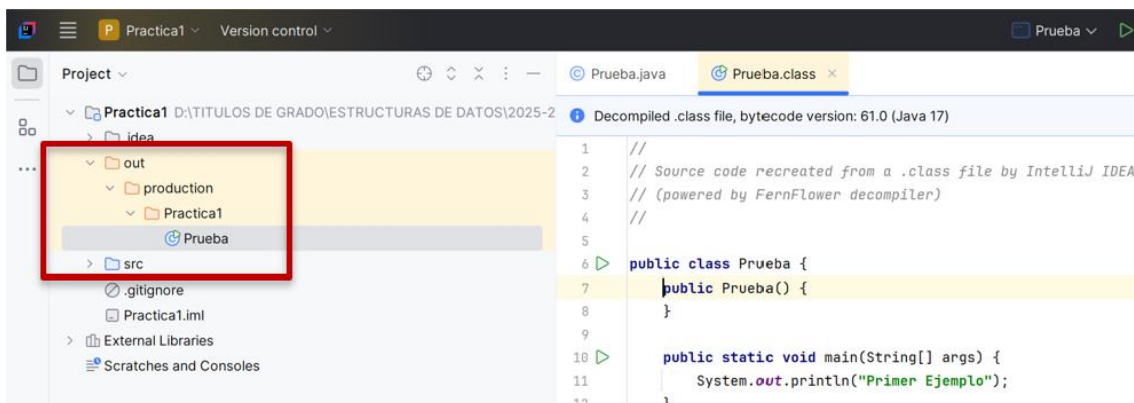 P Practica1 Version control Prueba
Project
Prueba.java Prueba.class
Practica1 D:\TITULOS DE GRADO\ESTRUCTURAS DE DATOS\2025-2
Decompiled .class file, bytecode version: 61.0 (Java 17)
.idea
out
production
Practica1
Prueba
src
.gitignore
Practica1.iml
External Libraries
Scratches and Consoles
1 //
2 // Source code recreated from a .class file by IntelliJ IDEA
3 // (powered by FernFlower decompiler)
4 //
5
6 public class Prueba {
7 public Prueba() {
8 }
9
10 public static void main(String[] args) {
11 System.out.println("Primer Ejemplo");
12 }